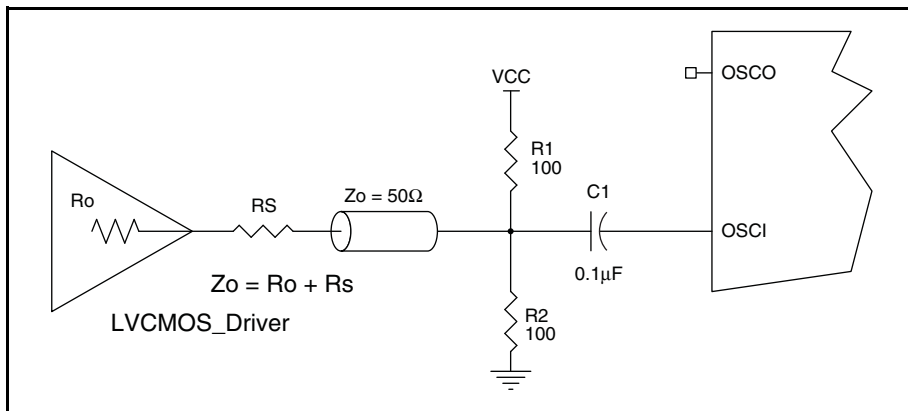 OSCO
VCC
R1
100
Ro
RS
Zo = 50Ω
C1
OSCI
0.1μF
Zo = Ro + Rs
R2
100
LVCMOS_Driver